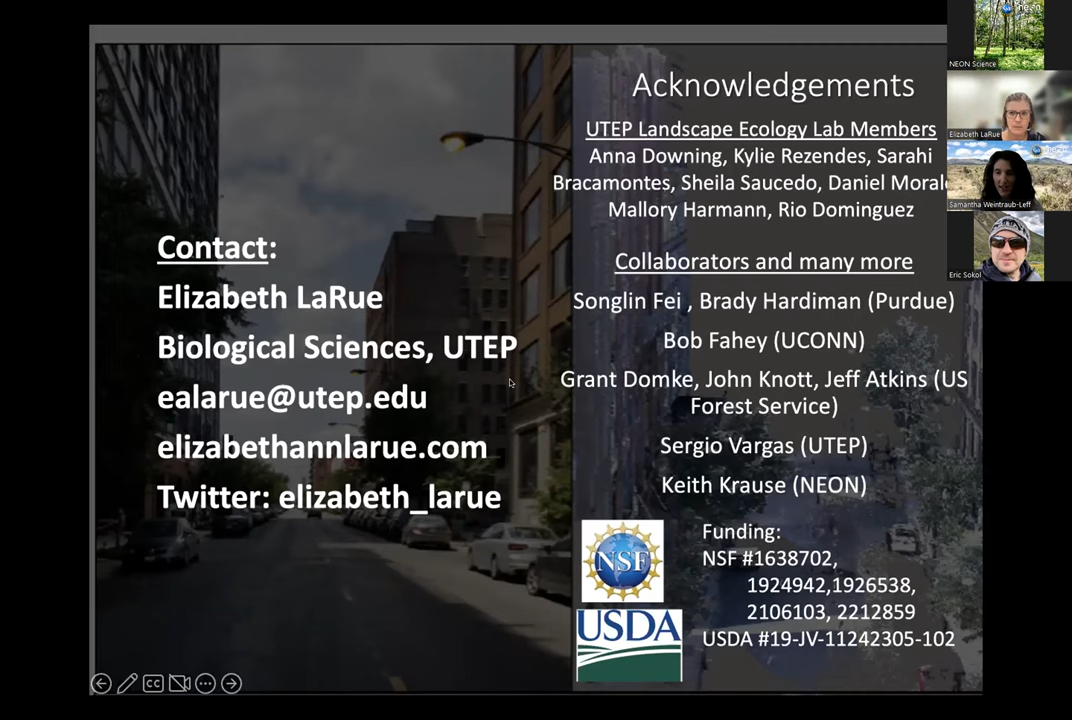 Contact:
Elizabeth LaRue
Biological Sciences, UTEP
ealarue@utep.edu
elizabethannlarue.com
Twitter: elizabeth_larue
Acknowledgements
UTEP Landscape Ecology Lab Members
Anna Downing, Kylie Rezendes, Sarahi
Bracamontes, Sheila Saucedo, Daniel
Mallory Harmann, Rio Dominguez
Collaborators and many more
Songlin Fei , Brady Hardiman (Purdue)
Bob Fahey (UCONN)
Grant Domke, John Knott, Jeff Atkins (US
Forest Service)
Sergio Vargas (UTEP)
Keith Krause (NEON)
NSF
USDA
Funding:
NSF #1638702,
1924942,1926538,
2106103, 2212859
USDA #19-JV-11242305-102
CC
neon
NEON Science
Elizabeth LaRue
Samantha Weintraub-Leff
Eric Sokol